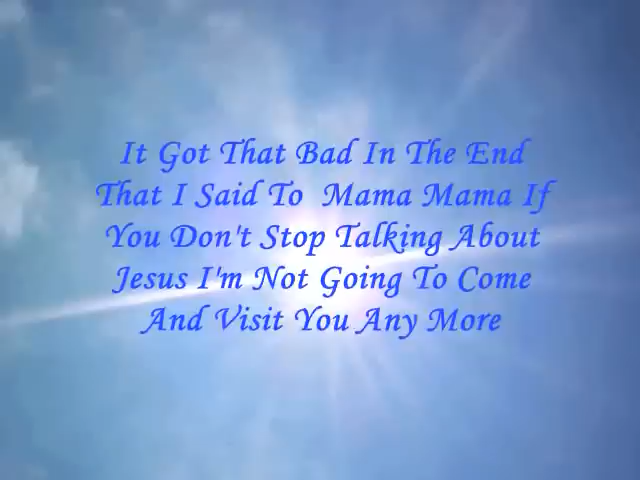 It Got That Bad In The End
That I Said To  Mama Mama If
You Don't Stop Talking About
Jesus I'm Not Going To Come
And Visit You Any More